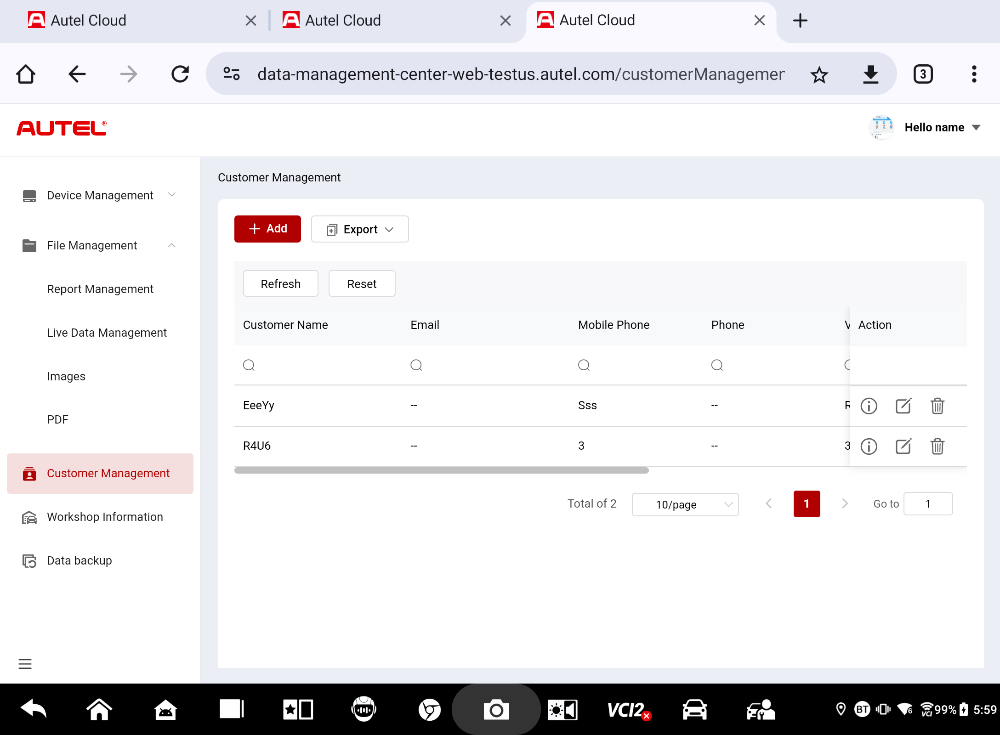 Autel Cloud
Autel Cloud
Autel Cloud
data-management-center-web-testus.autel.com/customerManagemer
3
AUTEL®
Hello name
Device Management
File Management
Report Management
Live Data Management
Images
PDF
Customer Management
Workshop Information
Data backup
Customer Management
Add
Export
Refresh
Reset
Customer Name Email Mobile Phone Phone V Action
EeeYy -- Sss -- R
R4U6 -- 3 -- 3
Total of 2 10/page 1 Go to 1
VCI2 BT 6 VCI 99% 5:59